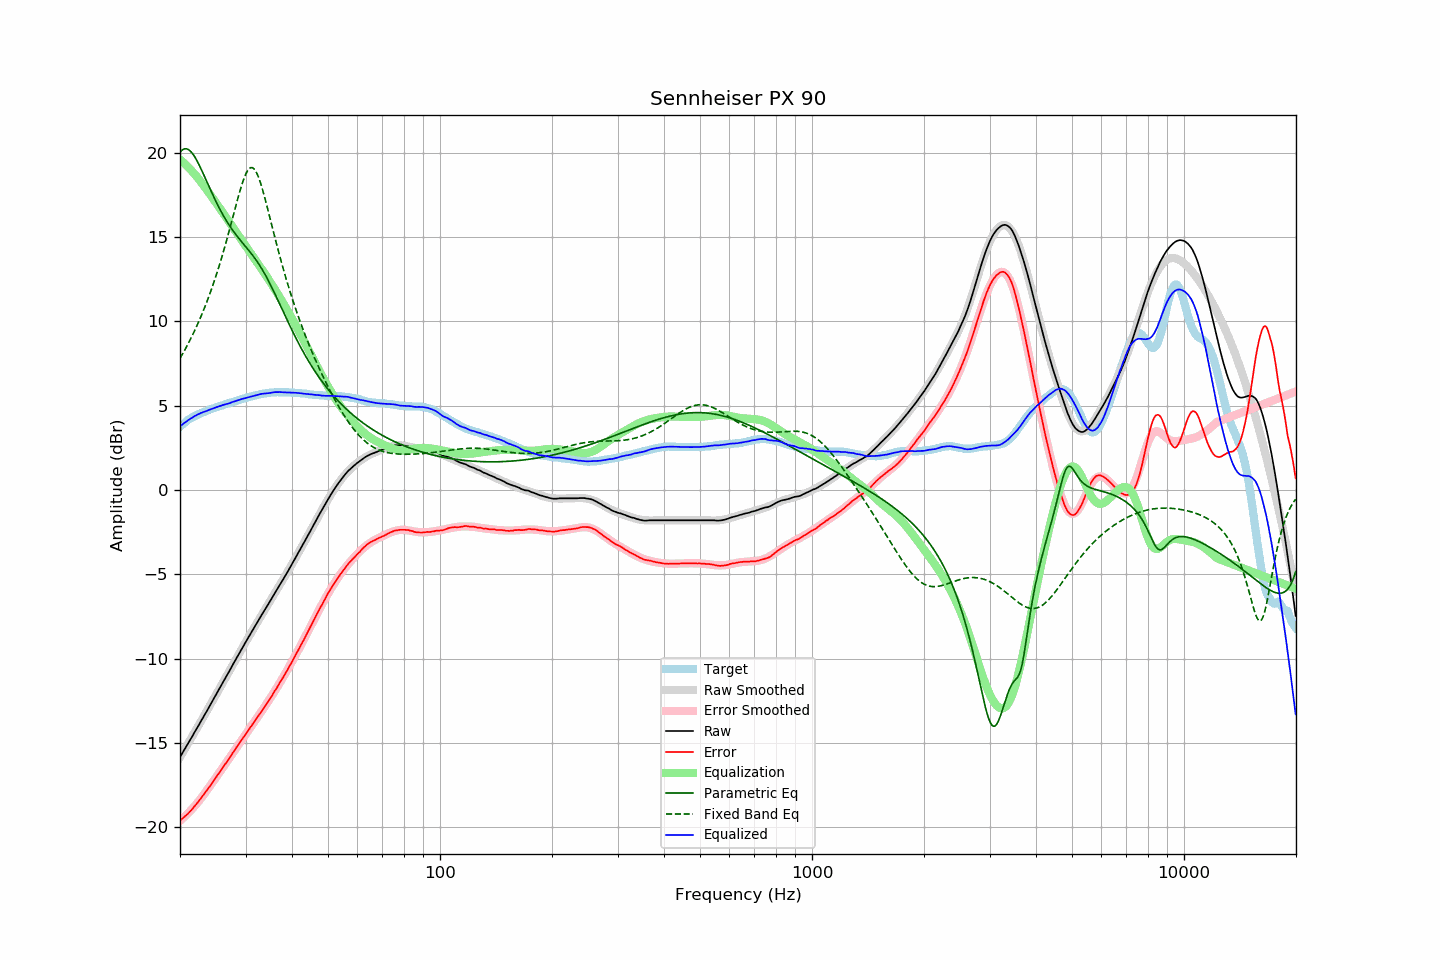 Sennheiser PX 90
20
15
10
5
0
−5
−10
−15
−20
Amplitude (dBr)
Target
Raw Smoothed
Error Smoothed
Raw
Error
Equalization
Parametric Eq
Fixed Band Eq
Equalized
100
1000
10000
Frequency (Hz)